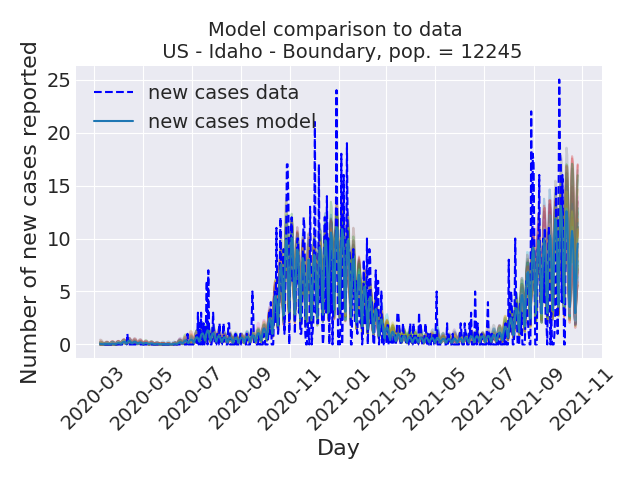 Model comparison to data
US - Idaho - Boundary, pop. = 12245
Number of new cases reported
25
20
15
10
5
0
new cases data
new cases model
2020-03
2020-05
2020-07
2020-09
2020-11
2021-01
2021-03
2021-05
2021-07
2021-09
2021-11
Day